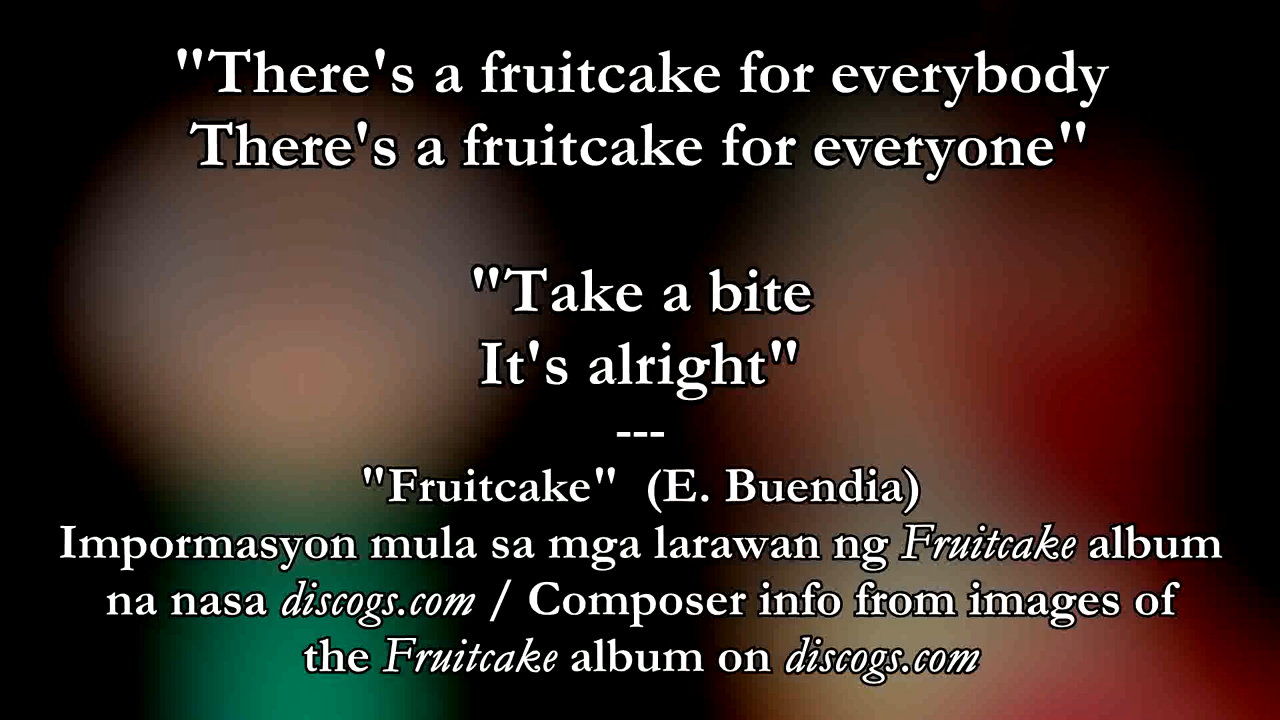 "There's a fruitcake for everybody
There's a fruitcake for everyone"
"Take a bite
It's alright"
---
"Fruitcake"  (E. Buendia)
Impormasyon mula sa mga larawan ng Fruitcake album
na nasa discogs.com / Composer info from images of
the Fruitcake album on discogs.com